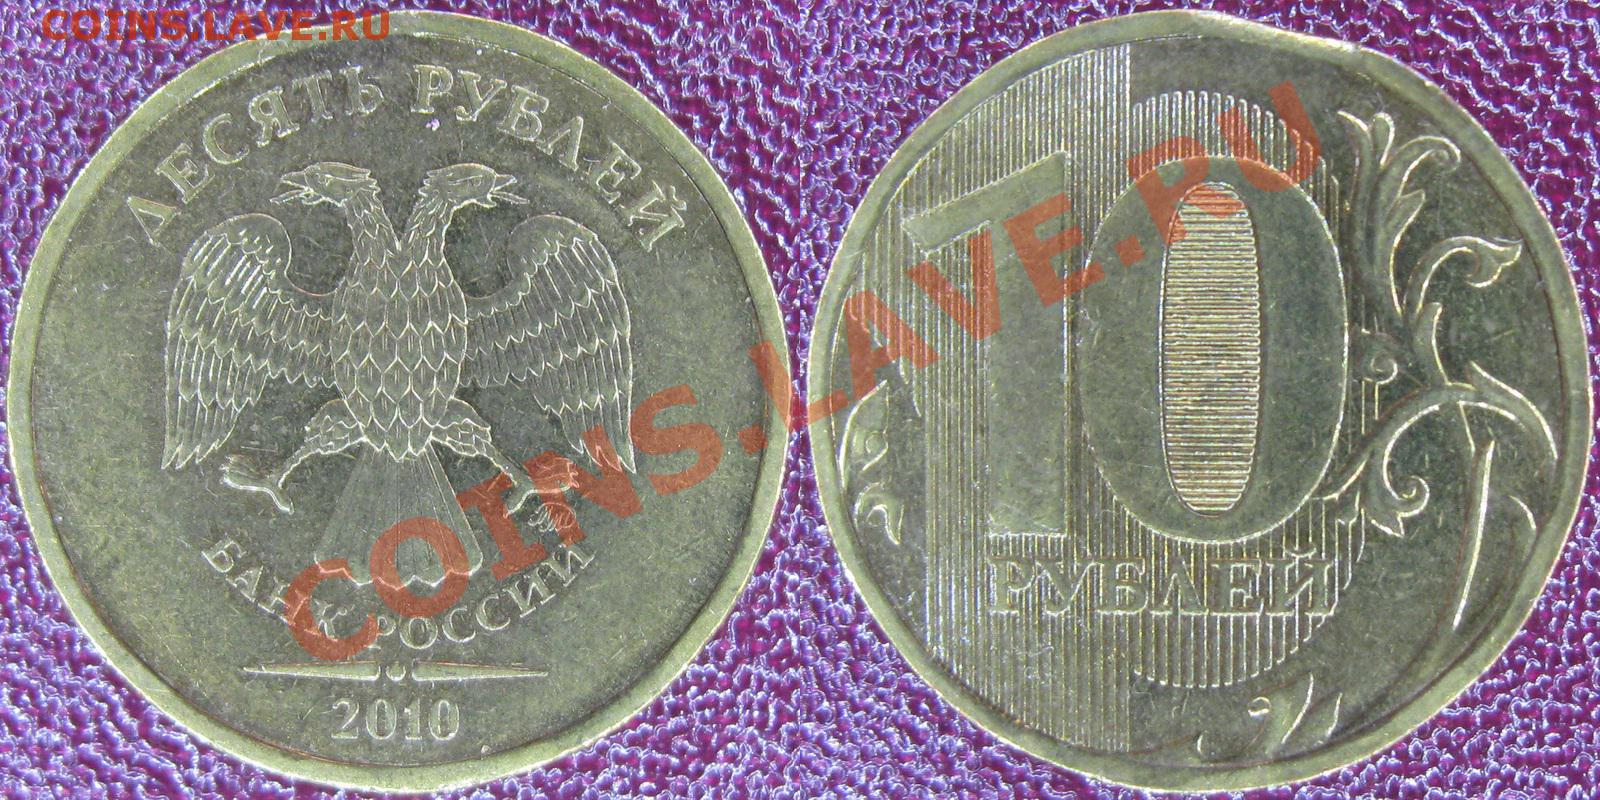 COINS.LAVE.RU
ДЕСЯТЬ РУБЛЕЙ
БАНК РОССИИ
2010
10
РУБЛЕЙ
COINS.LAVE.RU